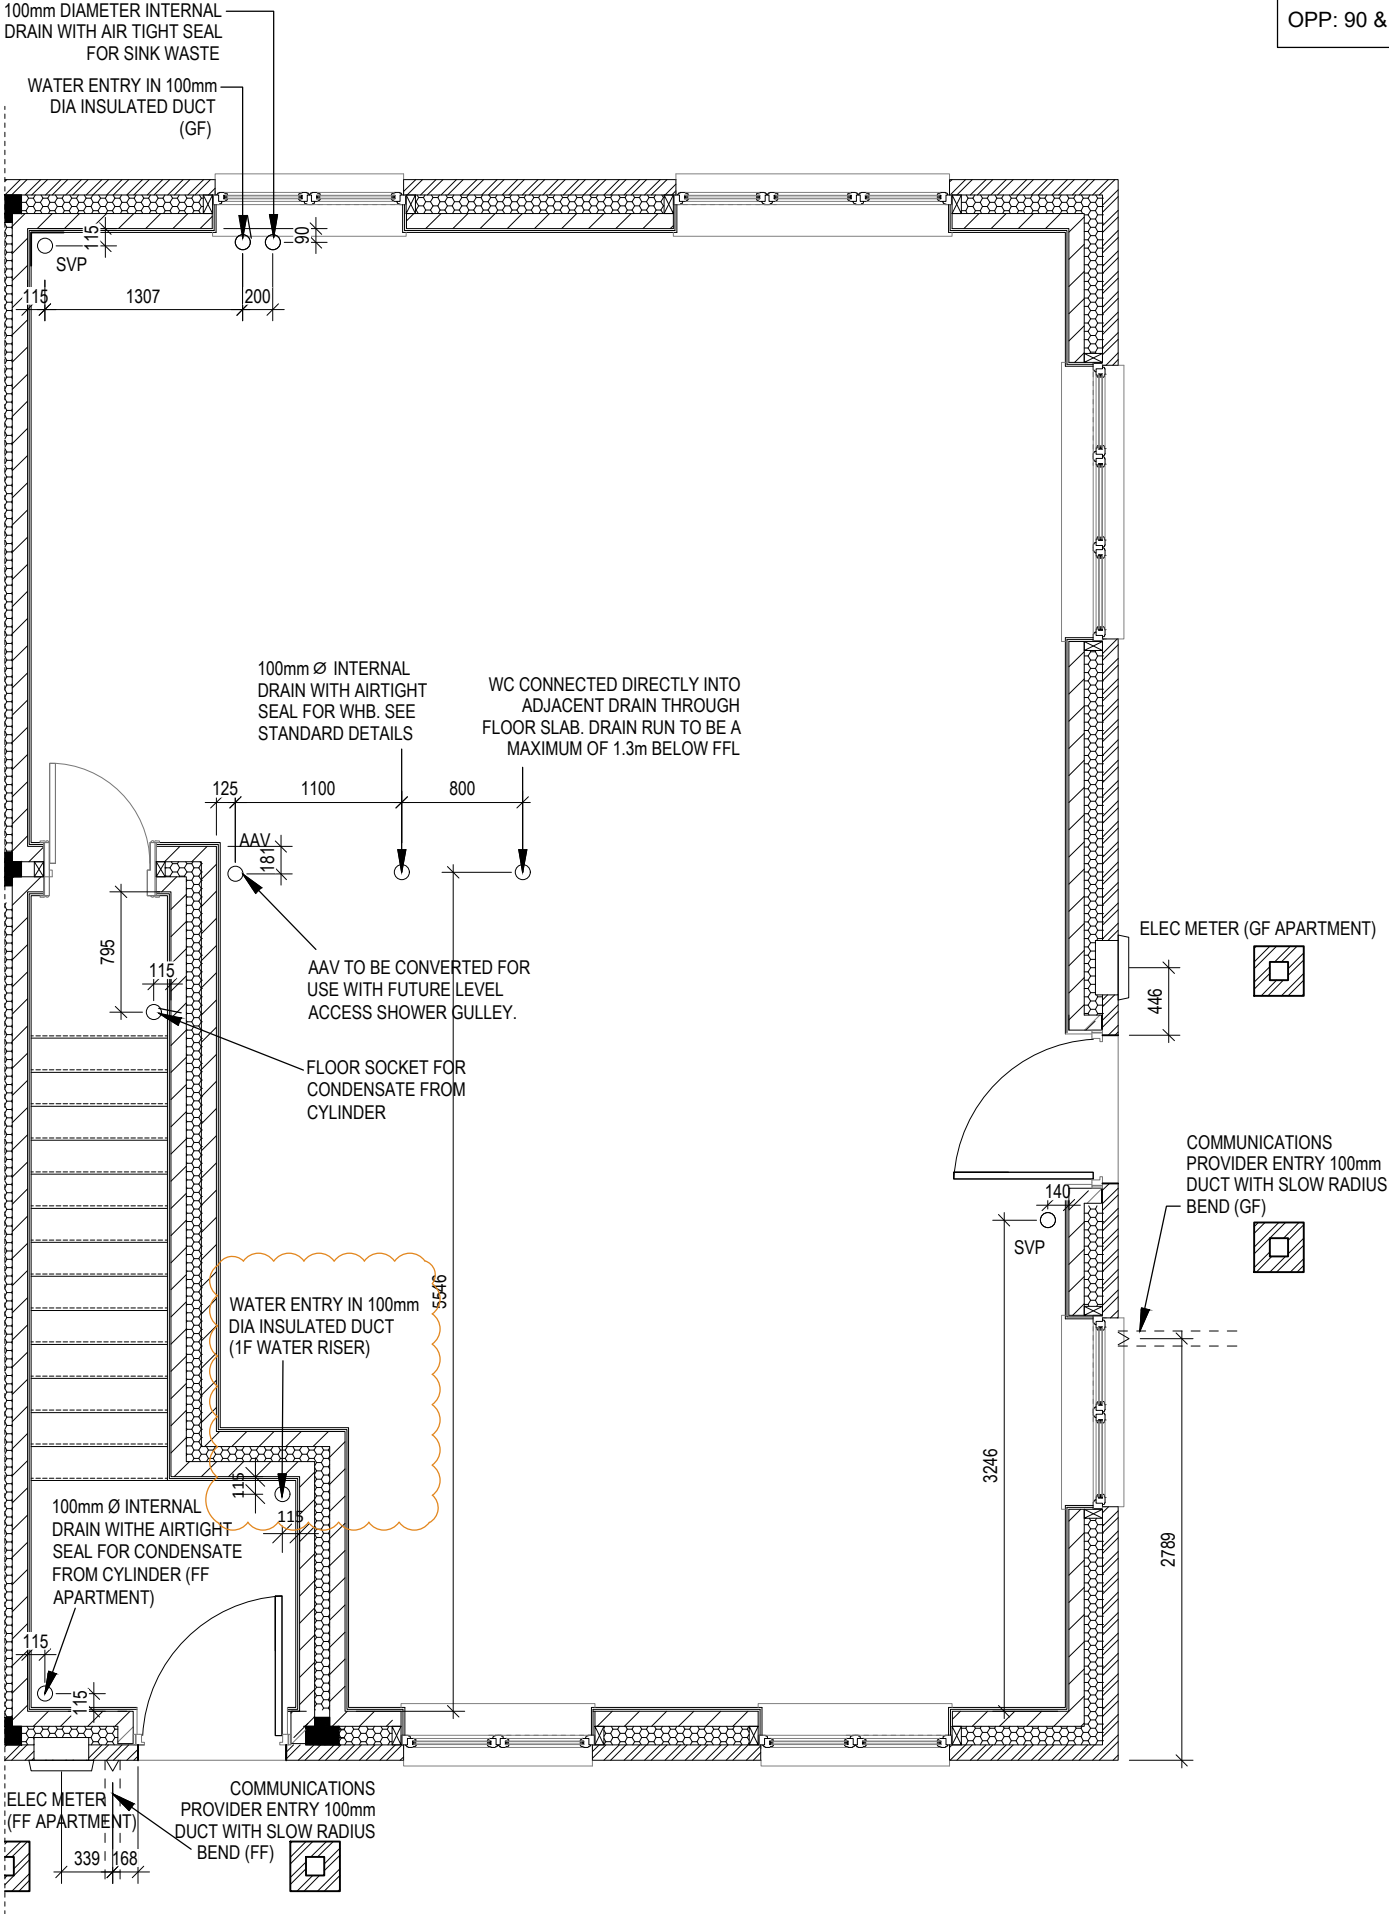 100mm DIAMETER INTERNAL
DRAIN WITH AIR TIGHT SEAL
FOR SINK WASTE
OPP: 90 &
WATER ENTRY IN 100mm
DIA INSULATED DUCT
(GF)
115
SVP
90
115
1307
200
100mm Ø INTERNAL
DRAIN WITH AIRTIGHT
SEAL FOR WHB. SEE
STANDARD DETAILS
WC CONNECTED DIRECTLY INTO
ADJACENT DRAIN THROUGH
FLOOR SLAB. DRAIN RUN TO BE A
MAXIMUM OF 1.3m BELOW FFL
125
1100
800
AAV
181
795
115
AAV TO BE CONVERTED FOR
USE WITH FUTURE LEVEL
ACCESS SHOWER GULLEY.
FLOOR SOCKET FOR
CONDENSATE FROM
CYLINDER
ELEC METER (GF APARTMENT)
446
COMMUNICATIONS
PROVIDER ENTRY 100mm
DUCT WITH SLOW RADIUS
BEND (GF)
140
SVP
5546
WATER ENTRY IN 100mm
DIA INSULATED DUCT
(1F WATER RISER)
3246
2789
115
115
100mm Ø INTERNAL
DRAIN WITHE AIRTIGHT
SEAL FOR CONDENSATE
FROM CYLINDER (FF
APARTMENT)
115
115
ELEC METER
(FF APARTMENT)
COMMUNICATIONS
PROVIDER ENTRY 100mm
DUCT WITH SLOW RADIUS
BEND (FF)
339
168